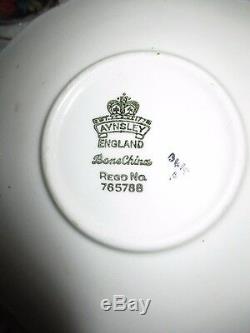 AYNSLEY
ENGLAND
Bone China
REGD NO.
765788